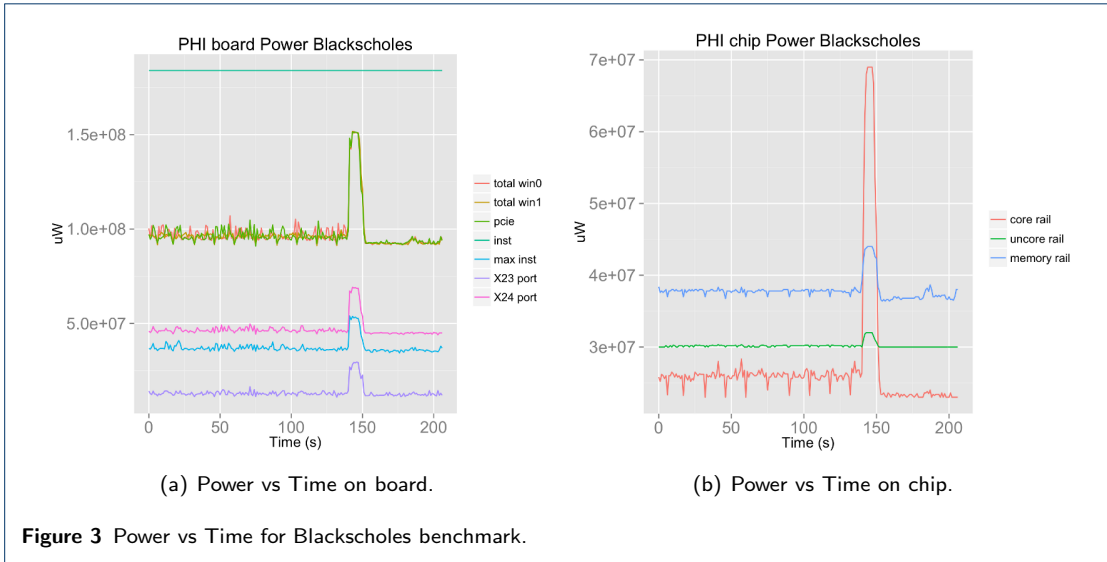 PHI board Power Blackscholes
uW
1.5e+08
1.0e+08
5.0e+07
0 50 100 150 200
Time (s)
total win0
total win1
pcie
inst
max inst
X23 port
X24 port
(a) Power vs Time on board.
PHI chip Power Blackscholes
uW
7e+07
6e+07
5e+07
4e+07
3e+07
0 50 100 150 200
Time (s)
core rail
uncore rail
memory rail
(b) Power vs Time on chip.
Figure 3 Power vs Time for Blackscholes benchmark.